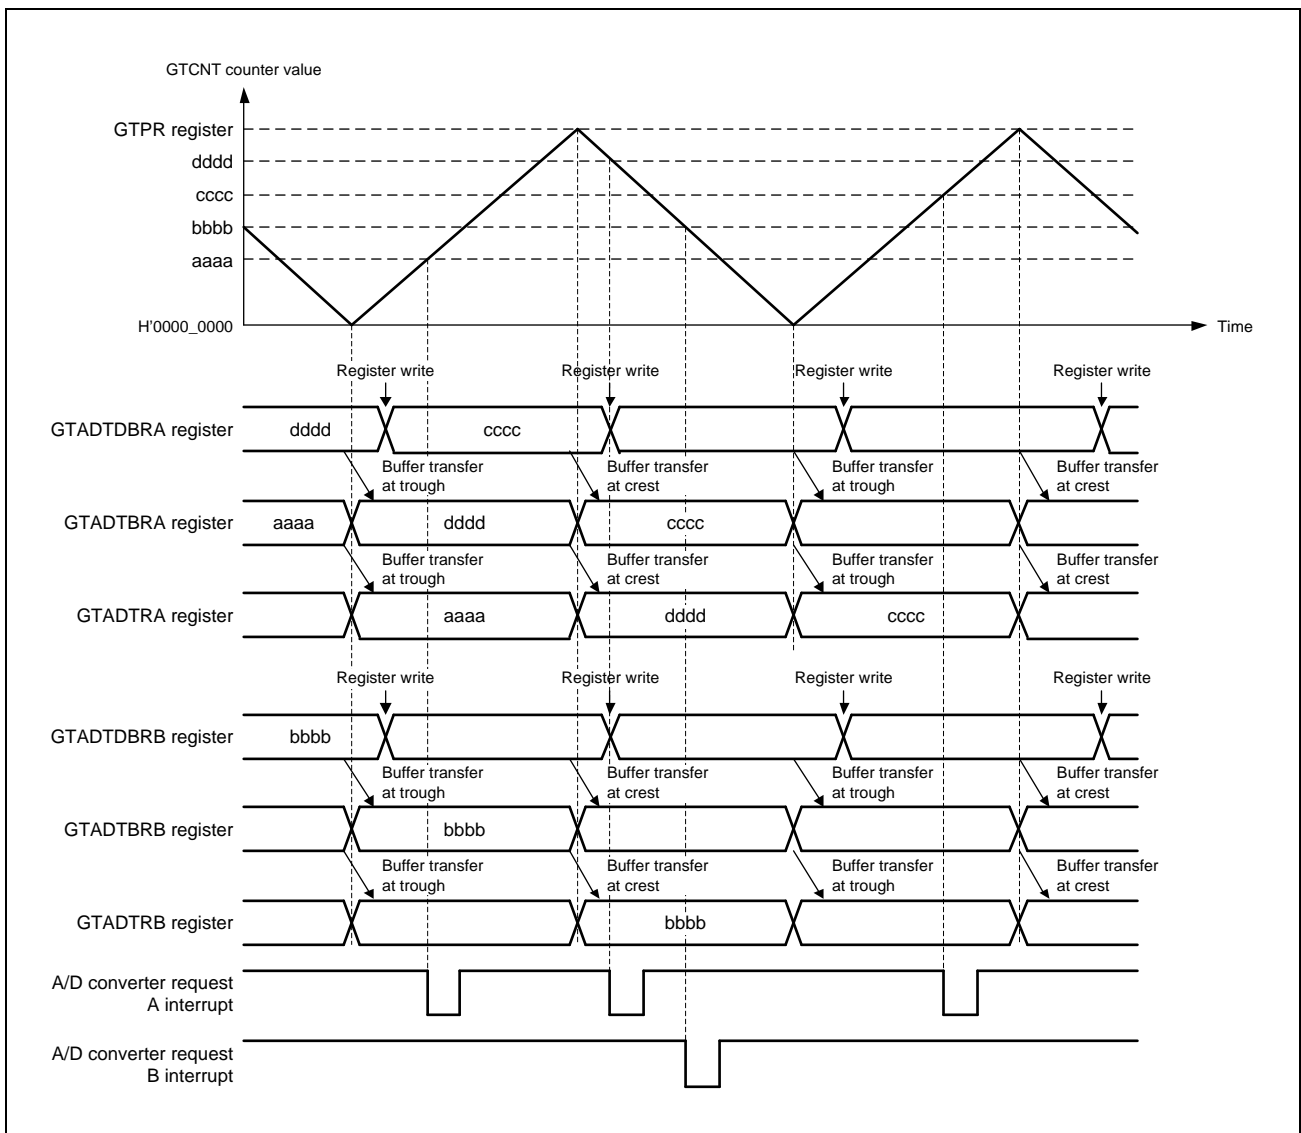 GTCNT counter value
GTPR register
dddd
cccc
bbbb
aaaa
H'0000_0000
Time
Register write Register write Register write Register write
GTADTDBRA register dddd cccc
Buffer transfer Buffer transfer Buffer transfer Buffer transfer
at trough at crest at trough at crest
GTADTBRA register aaaa dddd cccc
Buffer transfer Buffer transfer Buffer transfer Buffer transfer
at trough at crest at trough at crest
GTADTRA register aaaa dddd cccc
Register write Register write Register write Register write
GTADTDBRB register bbbb
Buffer transfer Buffer transfer Buffer transfer Buffer transfer
at trough at crest at trough at crest
GTADTBRB register bbbb
Buffer transfer Buffer transfer Buffer transfer Buffer transfer
at trough at crest at trough at crest
GTADTRB register bbbb
A/D converter request
A interrupt
A/D converter request
B interrupt